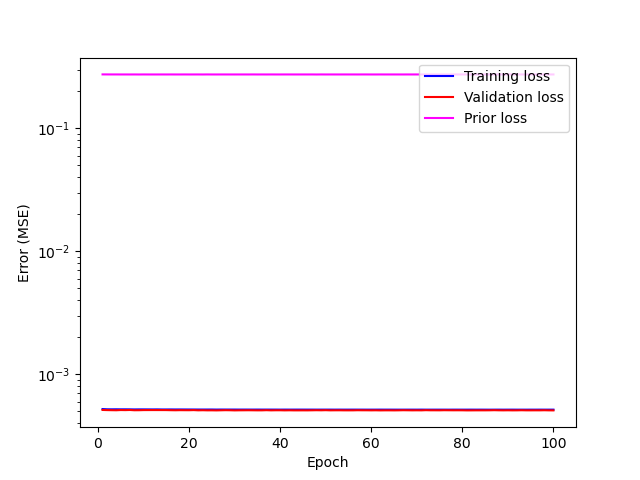 Training loss
Validation loss
Prior loss
10⁻¹
10⁻²
10⁻³
Error (MSE)
0 20 40 60 80 100
Epoch